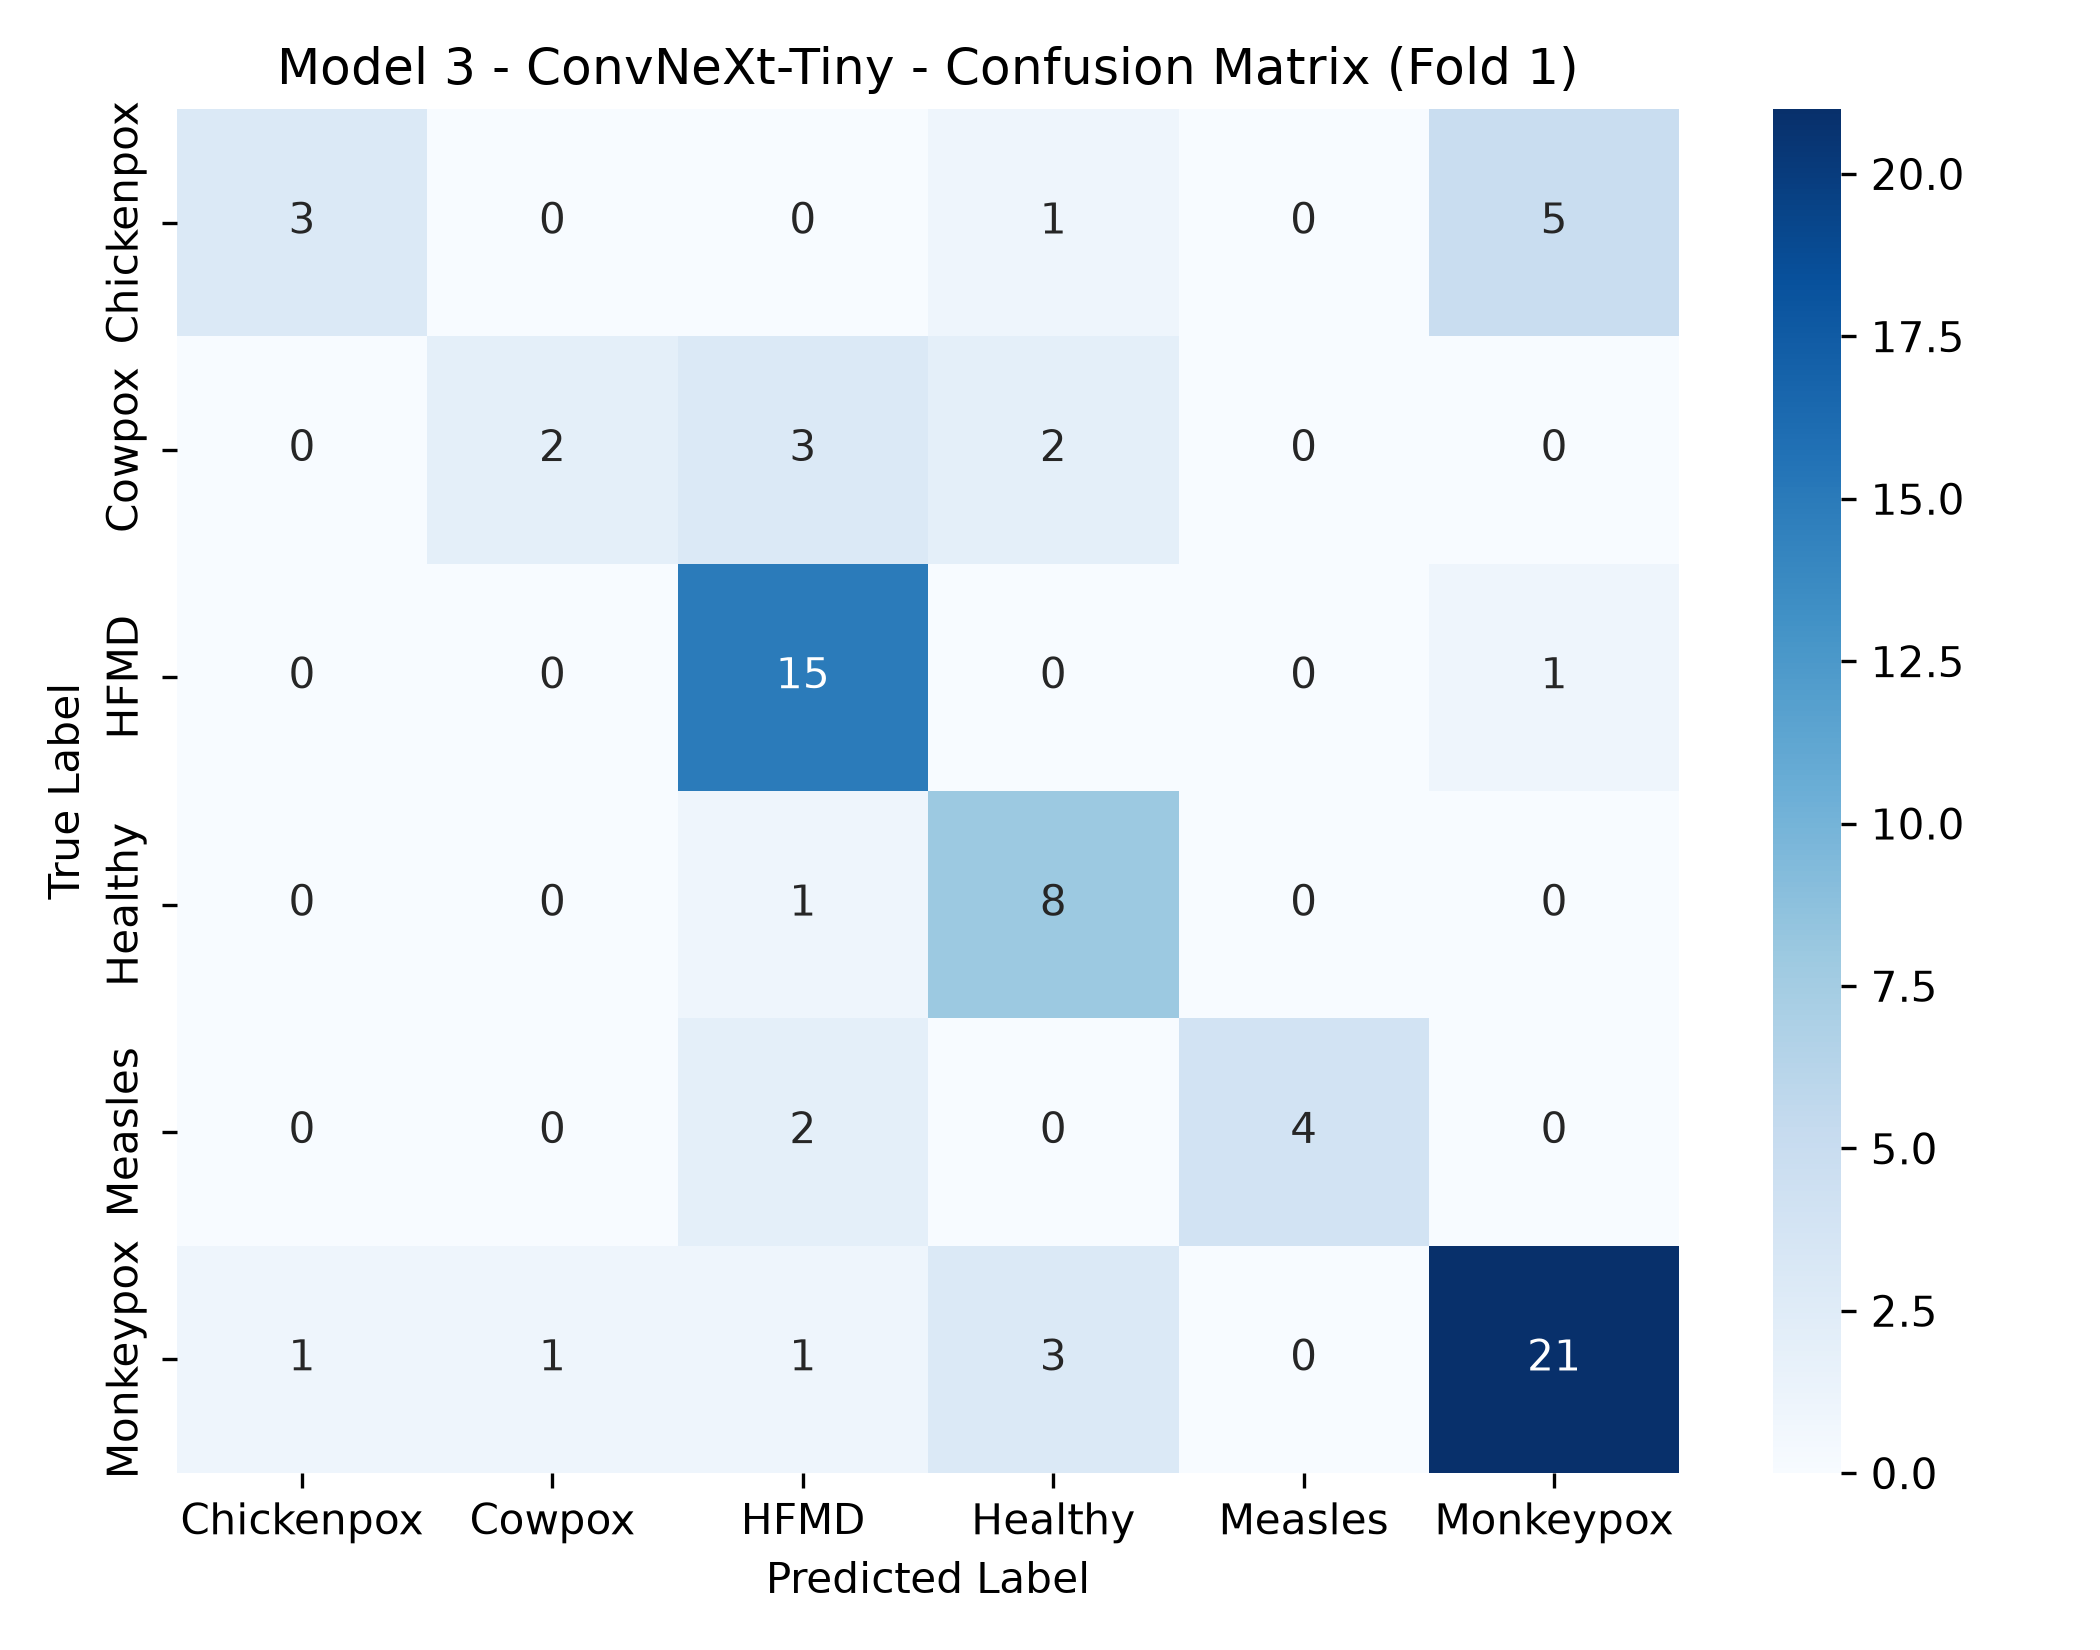 Model 3 - ConvNeXt-Tiny - Confusion Matrix (Fold 1)
True Label
Chickenpox 3 0 0 1 0 5
Cowpox 0 2 3 2 0 0
HFMD 0 0 15 0 0 1
Healthy 0 0 1 8 0 0
Measles 0 0 2 0 4 0
Monkeypox 1 1 1 3 0 21
Chickenpox Cowpox HFMD Healthy Measles Monkeypox
Predicted Label
20.0
17.5
15.0
12.5
10.0
7.5
5.0
2.5
0.0